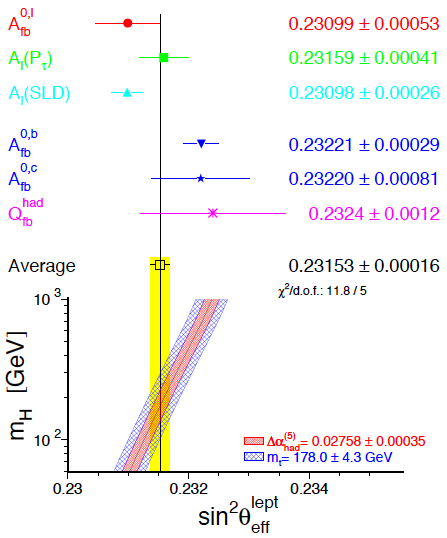 A_fb^0,l 0.23099 ± 0.00053
A_l(P_τ) 0.23159 ± 0.00041
A_l(SLD) 0.23098 ± 0.00026
A_fb^0,b 0.23221 ± 0.00029
A_fb^0,c 0.23220 ± 0.00081
Q_fb^had 0.2324 ± 0.0012
Average 0.23153 ± 0.00016
χ²/d.o.f.: 11.8 / 5
10³
m_H [GeV]
10²
Δα_had^(5) = 0.02758 ± 0.00035
m_t = 178.0 ± 4.3 GeV
0.23 0.232 0.234
sin²θ_eff^lept